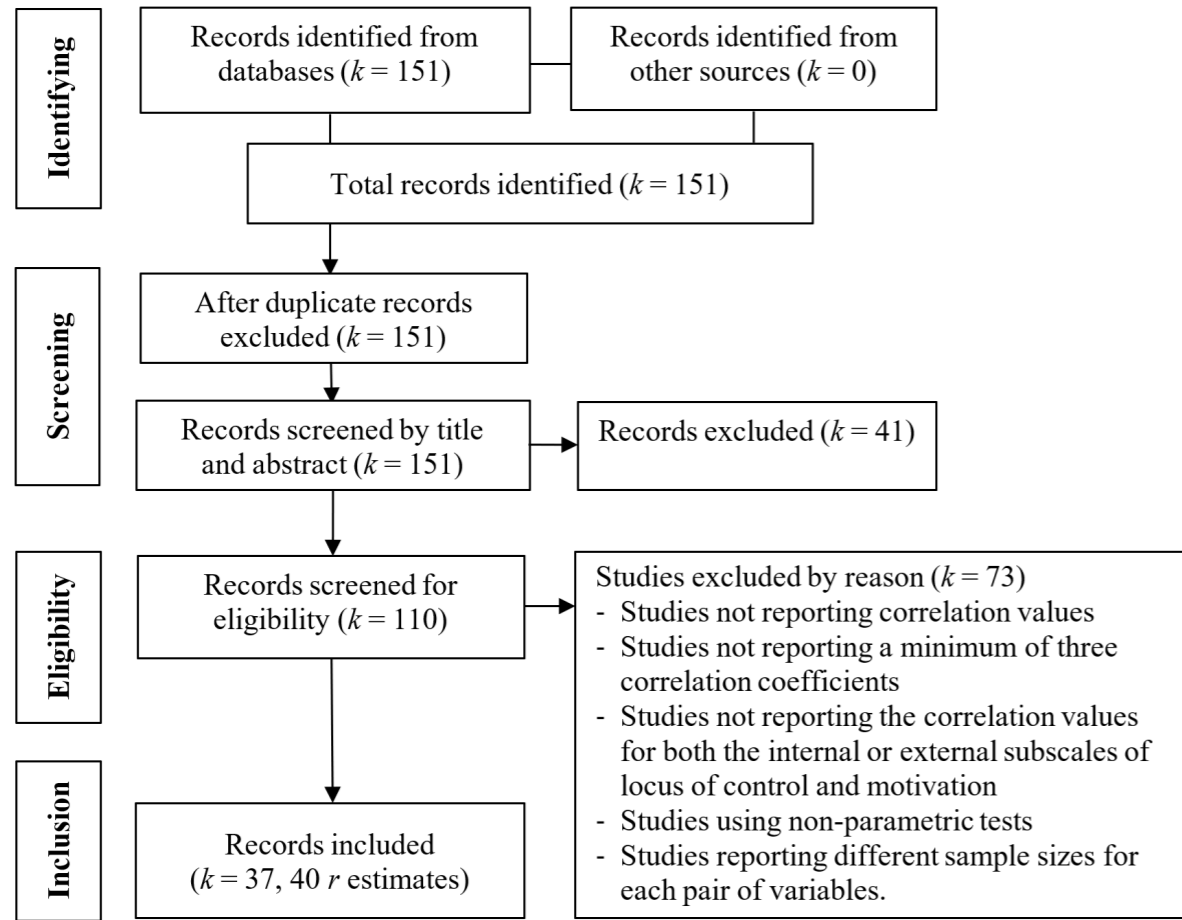 Identifying
Records identified from
databases (k = 151)
Records identified from
other sources (k = 0)
Total records identified (k = 151)
Screening
After duplicate records
excluded (k = 151)
Records screened by title
and abstract (k = 151)
Records excluded (k = 41)
Eligibility
Records screened for
eligibility (k = 110)
Studies excluded by reason (k = 73)
- Studies not reporting correlation values
- Studies not reporting a minimum of three
correlation coefficients
- Studies not reporting the correlation values
for both the internal or external subscales of
locus of control and motivation
- Studies using non-parametric tests
- Studies reporting different sample sizes for
each pair of variables.
Inclusion
Records included
(k = 37, 40 r estimates)